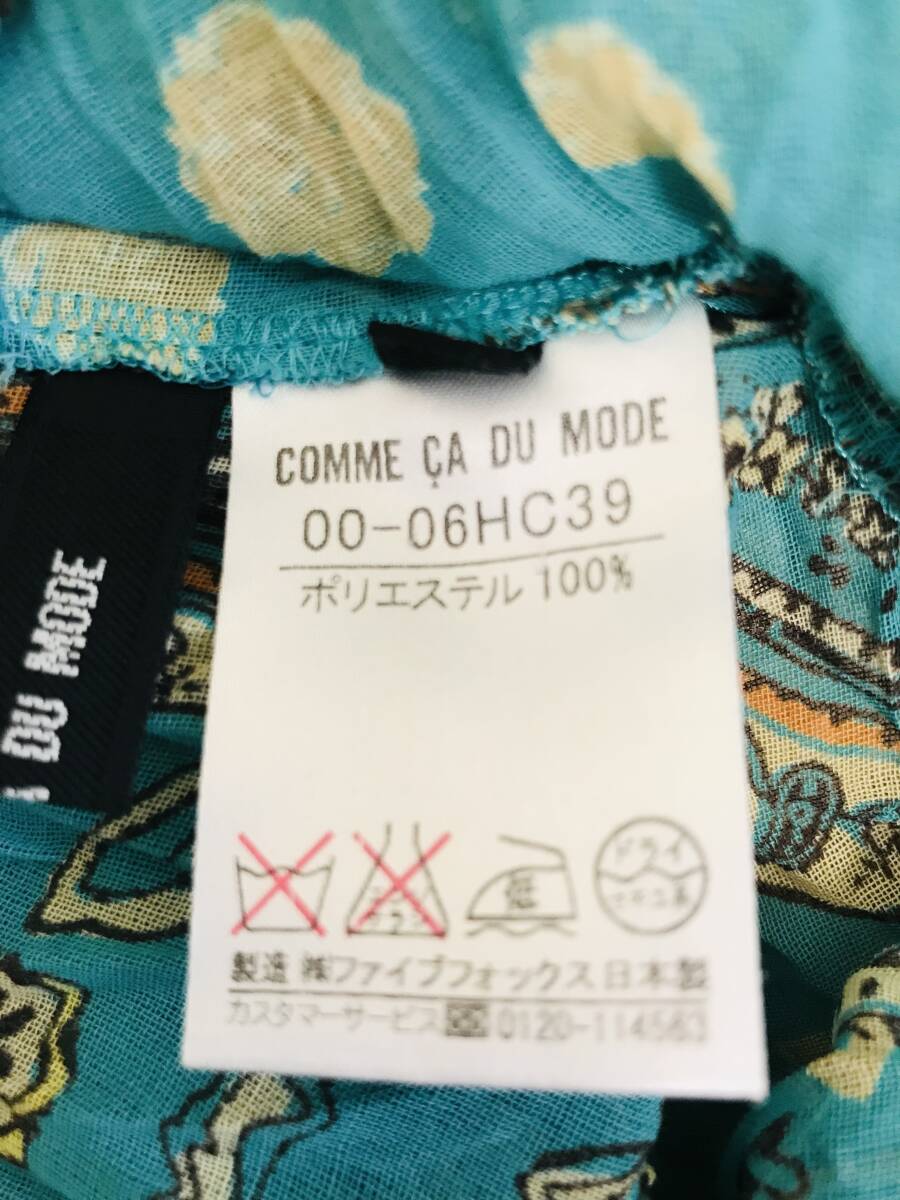 COMME ÇA DU MODE
00-06HC39
ポリエステル 100%
低
ドライ
製造 ㈱ファイブフォックス 日本製
カスタマーサービス 0120-114563
DU MODE